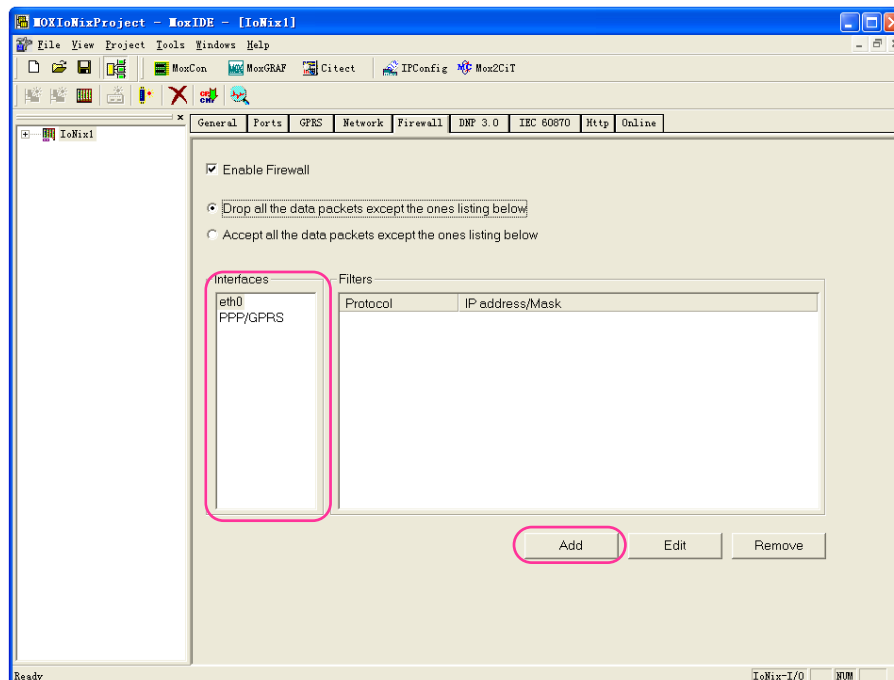 MOXIoNixProject - MoxIDE - [IoNix1]
File View Project Tools Windows Help
MoxCon MoxGRAF Citect IPConfig Mox2CiT
IoNix1
General Ports GPRS Network Firewall DNP 3.0 IEC 60870 Http Online
Enable Firewall
Drop all the data packets except the ones listing below
Accept all the data packets except the ones listing below
Interfaces
Filters
eth0
PPP/GPRS
Protocol IP address/Mask
Add Edit Remove
Ready IoNix-I/O NUM